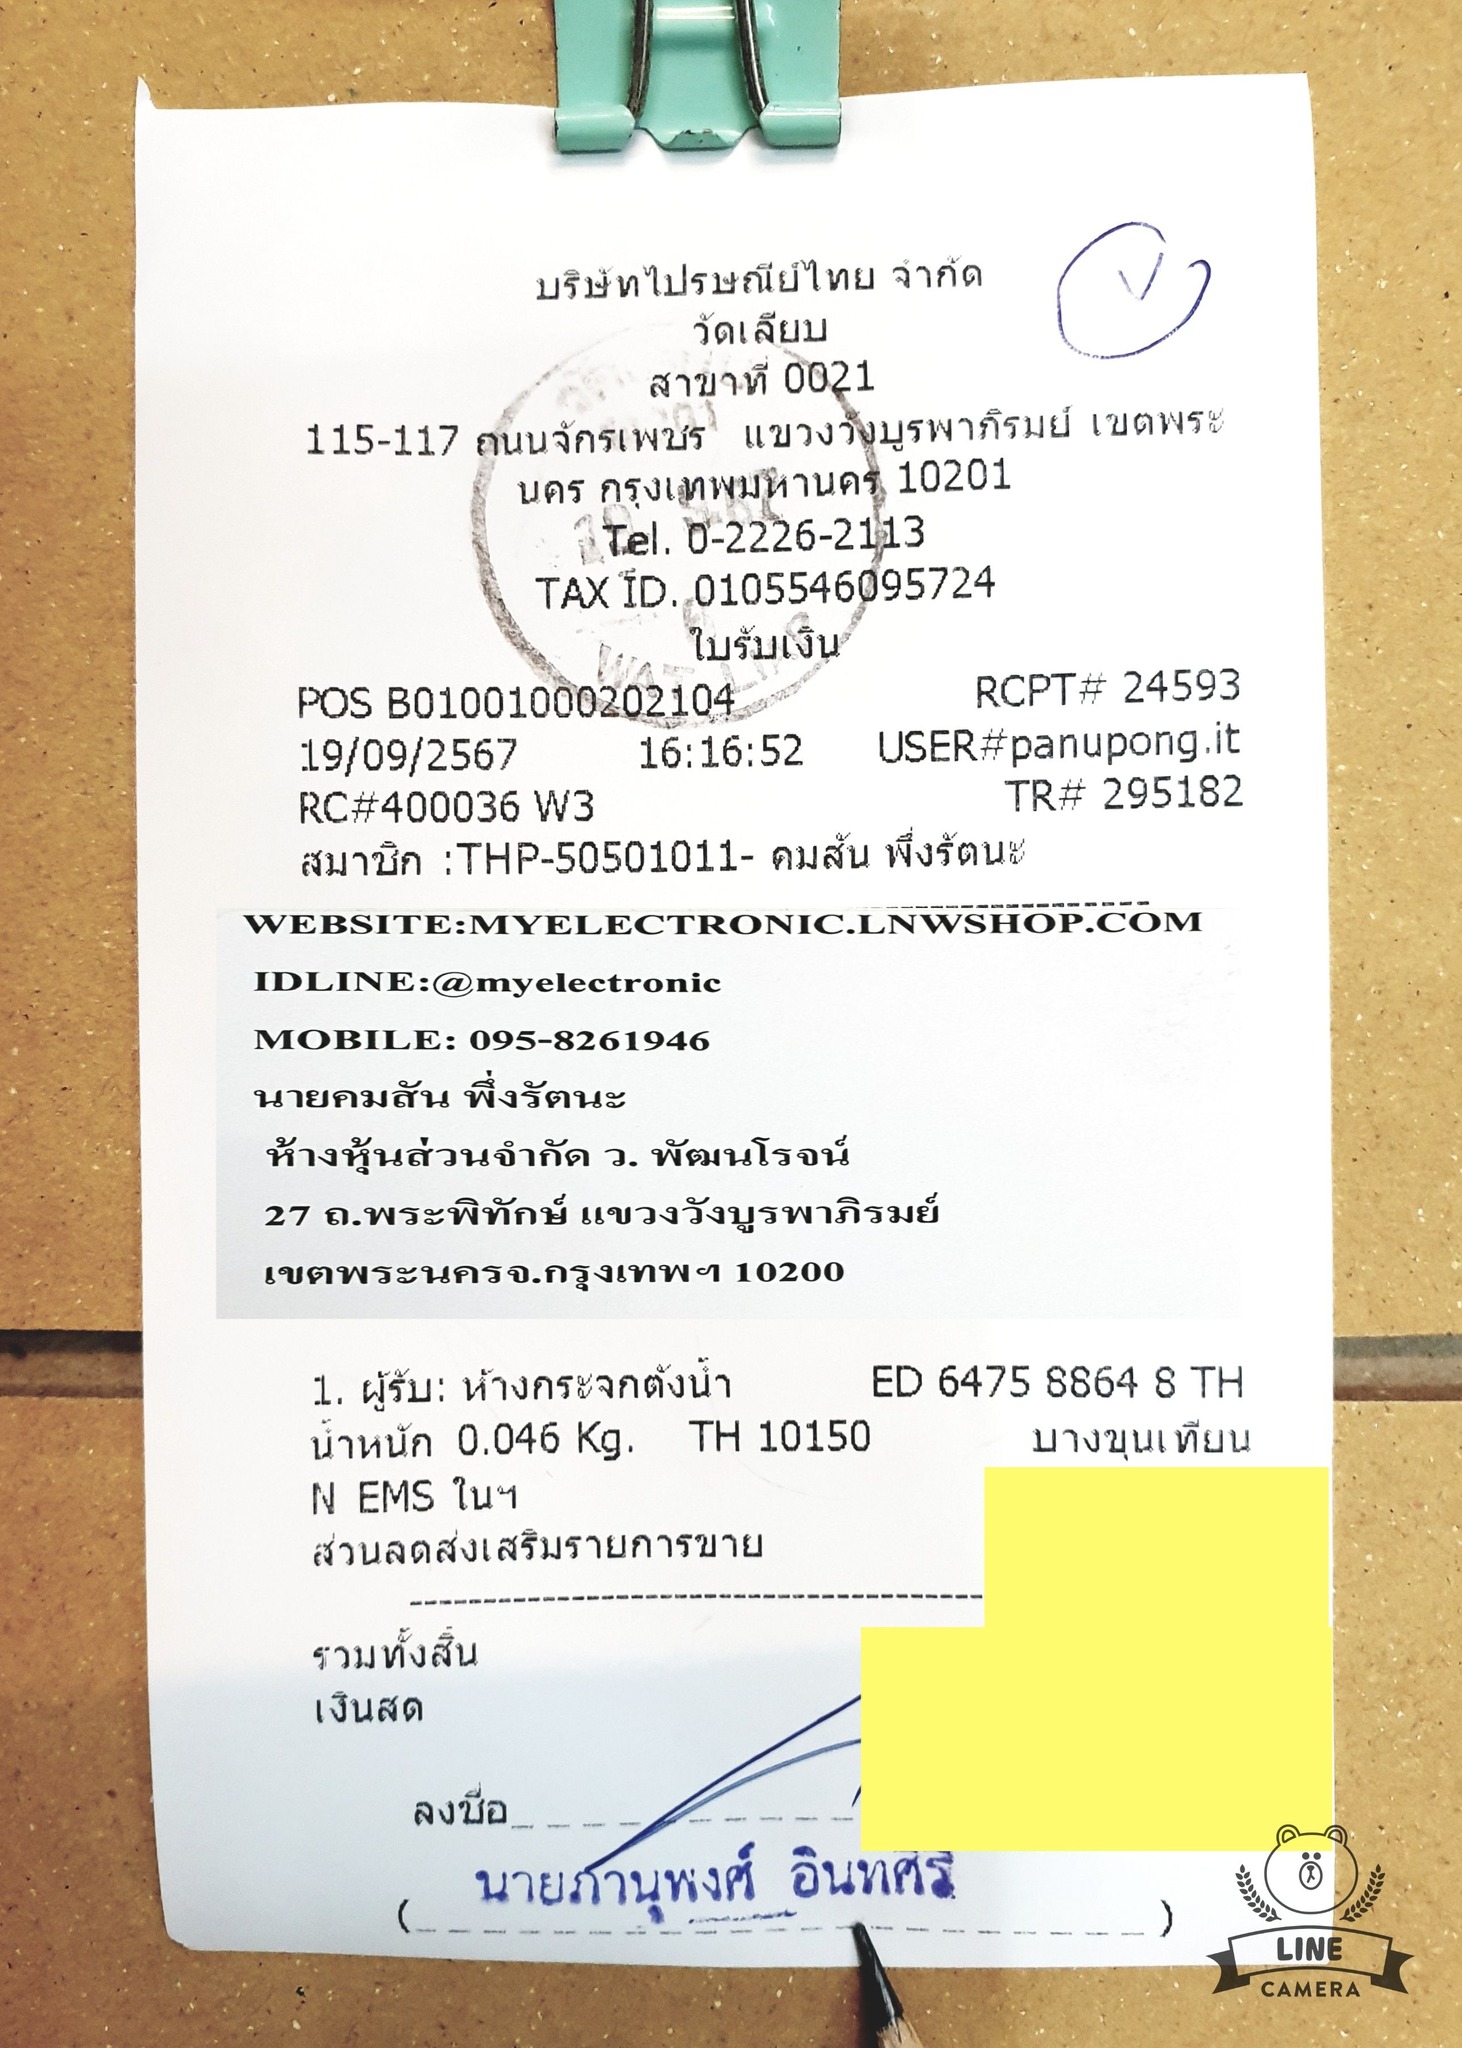 บริษัทไปรษณีย์ไทย จำกัด
วัดเลียบ
สาขาที่ 0021
115-117 ถนนจักรเพชร แขวงวังบูรพาภิรมย์ เขตพระ
นคร กรุงเทพมหานคร 10201
Tel. 0-2226-2113
TAX ID. 0105546095724
ใบรับเงิน
WAT LIAB
POS B01001000202104 RCPT# 24593
19/09/2567 16:16:52 USER#panupong.it
RC#400036 W3 TR# 295182
สมาชิก :THP-50501011- คมสัน พึ่งรัตนะ
WEBSITE:MYELECTRONIC.LNWSHOP.COM
IDLINE:@myelectronic
MOBILE: 095-8261946
นายคมสัน พึ่งรัตนะ
ห้างหุ้นส่วนจำกัด ว. พัฒนโรจน์
27 ถ.พระพิทักษ์ แขวงวังบูรพาภิรมย์
เขตพระนครจ.กรุงเทพฯ 10200
1. ผู้รับ: ห้างกระจกตั้งน้ำ ED 6475 8864 8 TH
น้ำหนัก 0.046 Kg. TH 10150 บางขุนเทียน
N EMS ในฯ
ส่วนลดส่งเสริมรายการขาย
รวมทั้งสิ้น
เงินสด
ลงชื่อ
นายภานุพงศ์ อินทศิริ
LINE
CAMERA